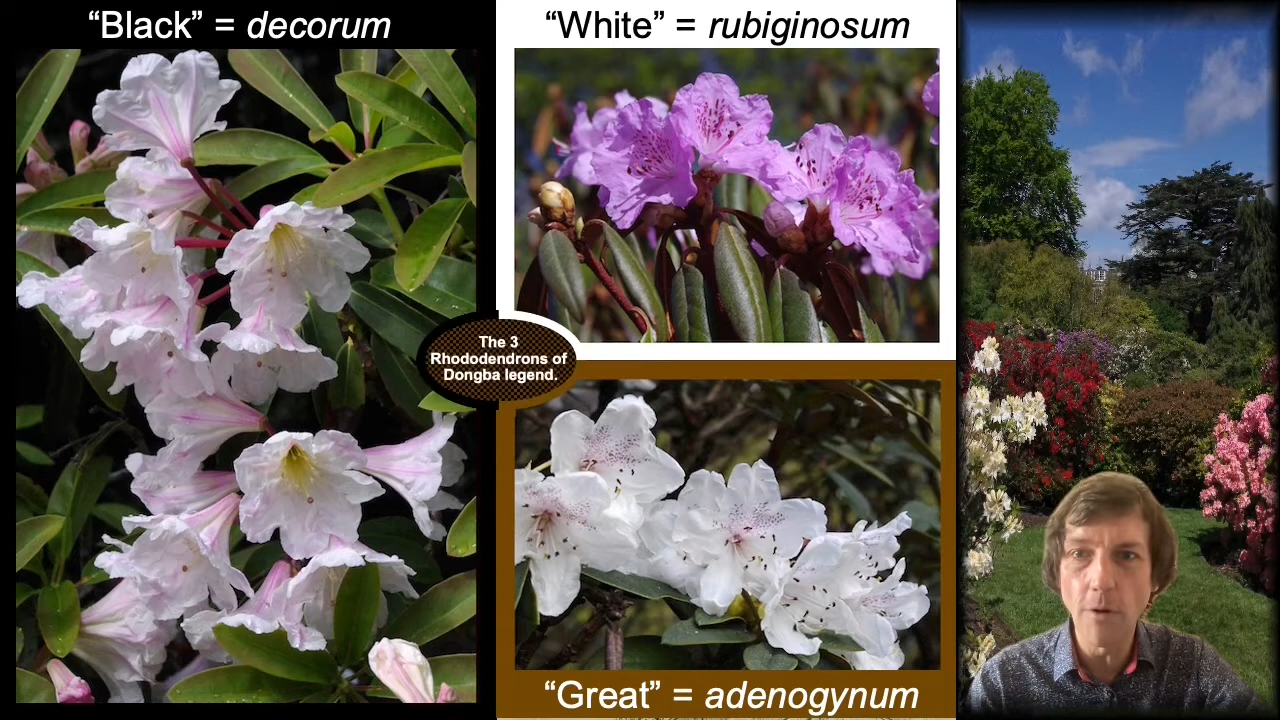 “Black” = decorum
“White” = rubiginosum
The 3
Rhododendrons of
Dongba legend.
“Great” = adenogynum